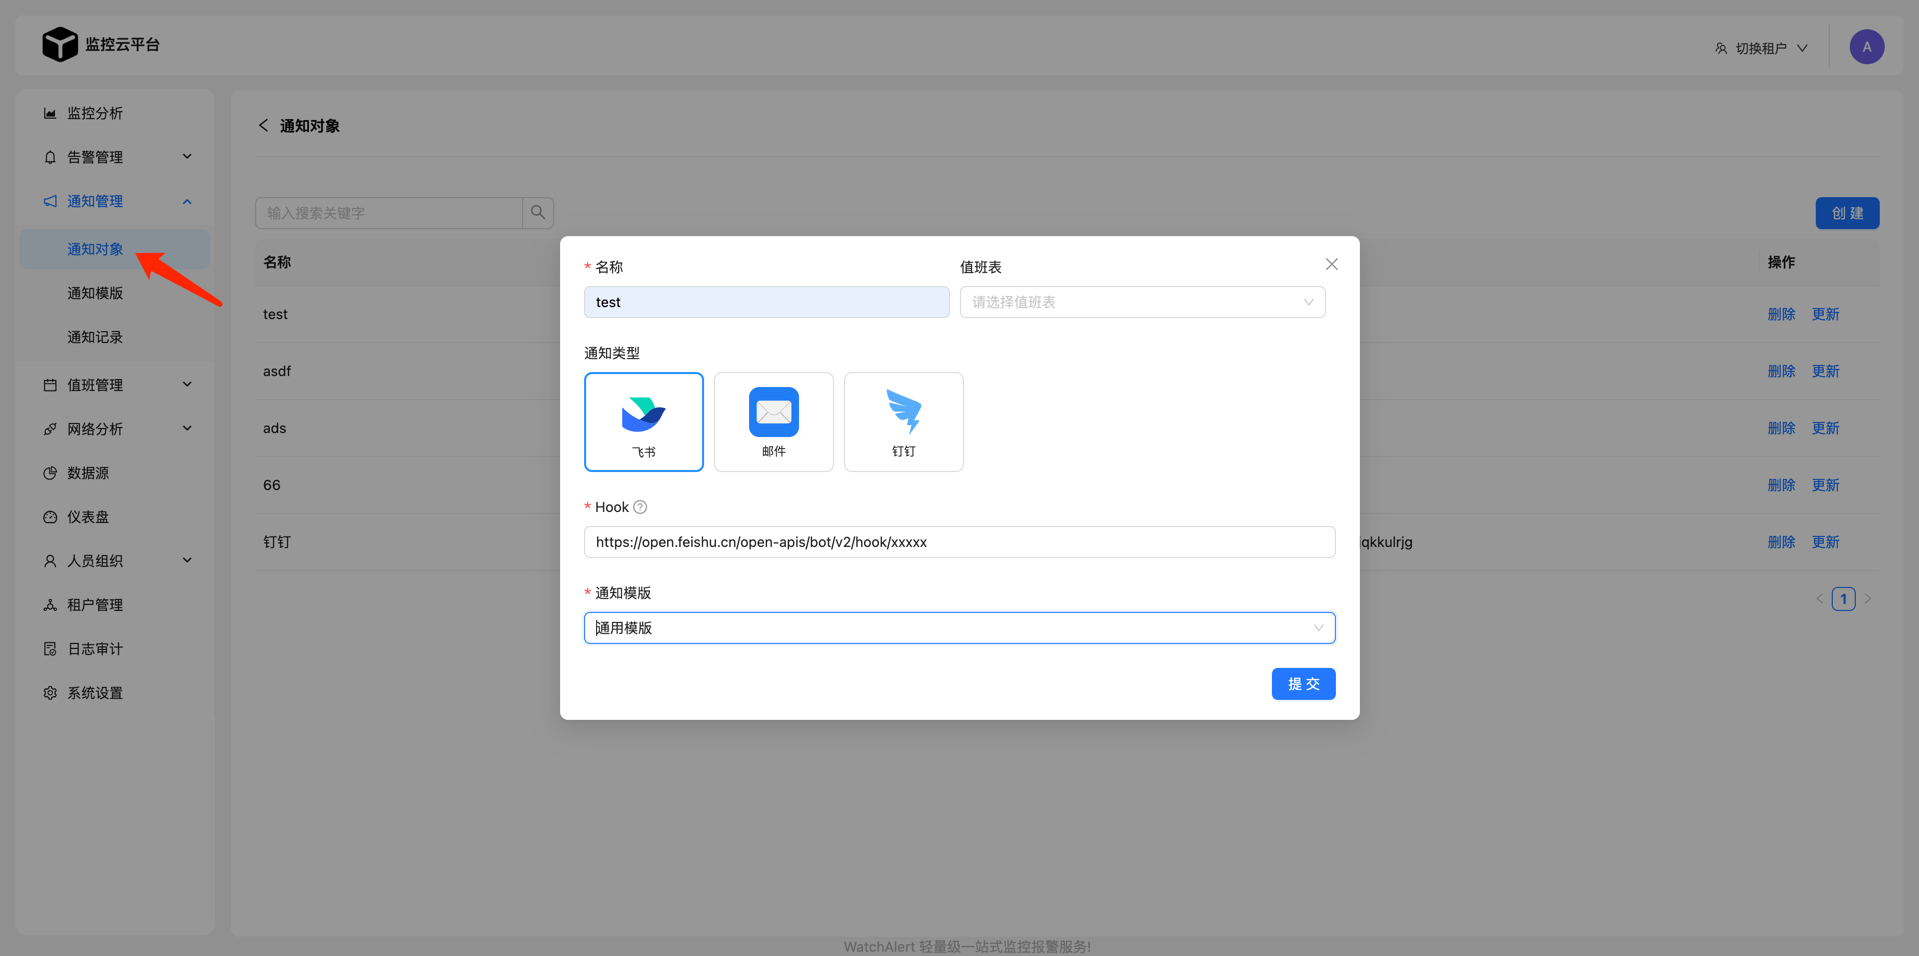 监控云平台
切换租户
A
监控分析
告警管理
通知管理
通知对象
通知模版
通知记录
值班管理
网络分析
数据源
仪表盘
人员组织
租户管理
日志审计
系统设置
通知对象
输入搜索关键字
创 建
名称
操作
test
删除 更新
asdf
删除 更新
ads
删除 更新
66
删除 更新
钉钉
qkkulrjg
删除 更新
1
* 名称
test
值班表
请选择值班表
通知类型
飞书
邮件
钉钉
* Hook
https://open.feishu.cn/open-apis/bot/v2/hook/xxxxx
* 通知模版
通用模版
提 交
WatchAlert 轻量级一站式监控报警服务!